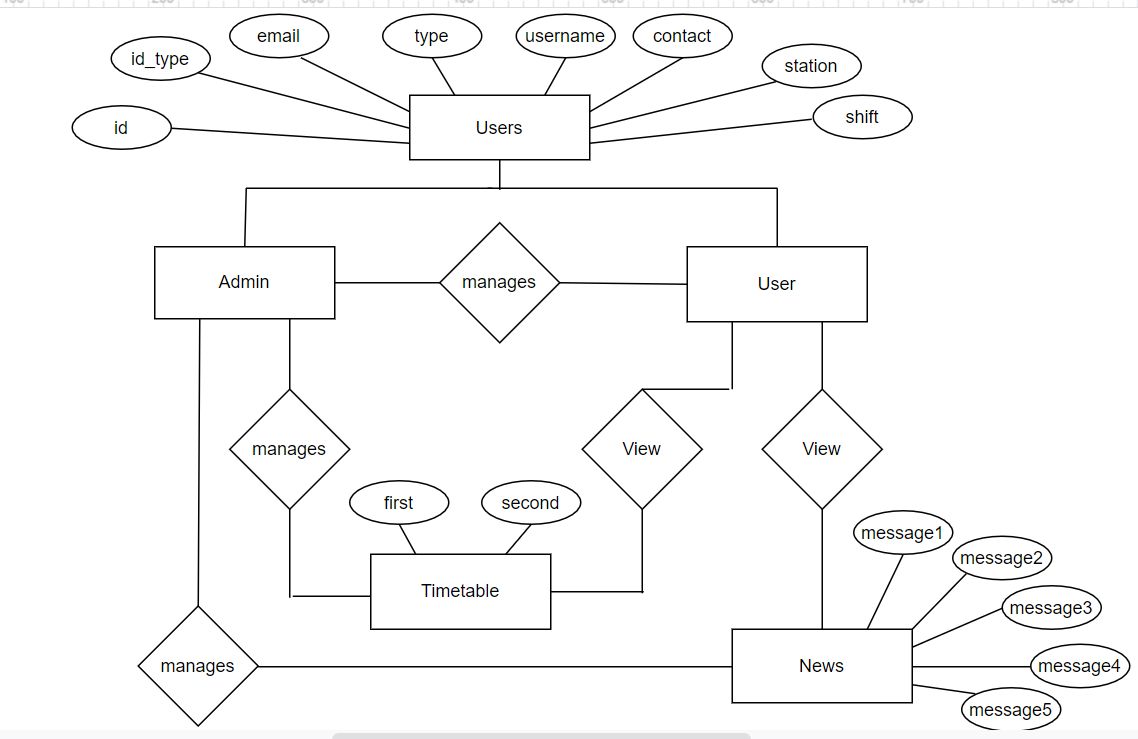 email
type
username
contact
id_type
station
id
Users
shift
Admin
manages
User
manages
View
View
first
second
message1
message2
Timetable
message3
manages
News
message4
message5